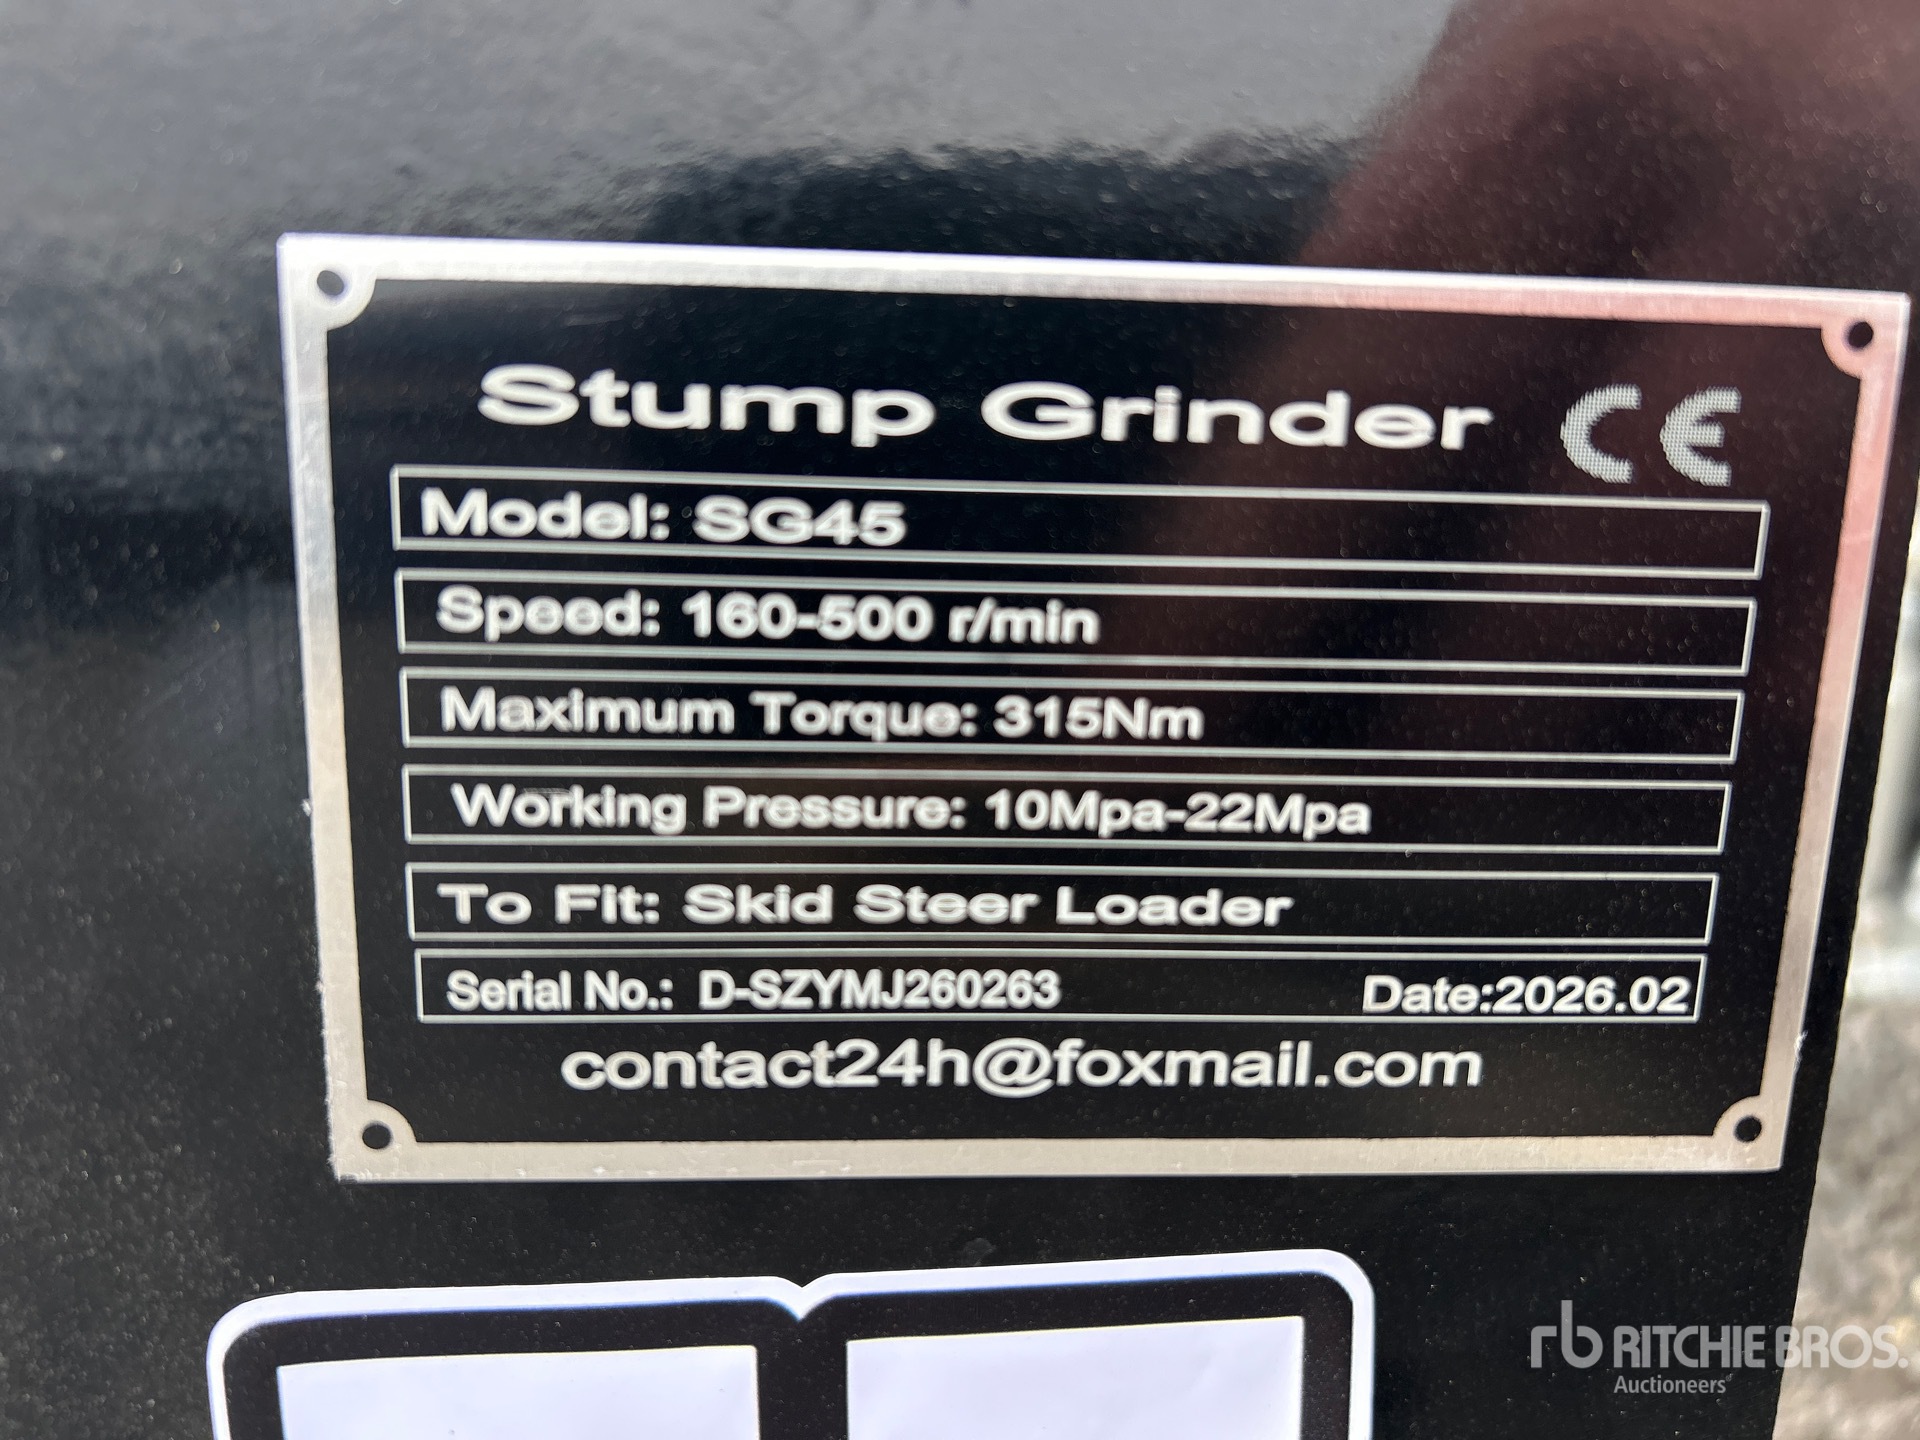 Stump Grinder CE
Model: SG45
Speed: 160-500 r/min
Maximum Torque: 315Nm
Working Pressure: 10Mpa-22Mpa
To Fit: Skid Steer Loader
Serial No.: D-SZYMJ260263 Date:2026.02
contact24h@foxmail.com
rb RITCHIE BROS.
Auctioneers®